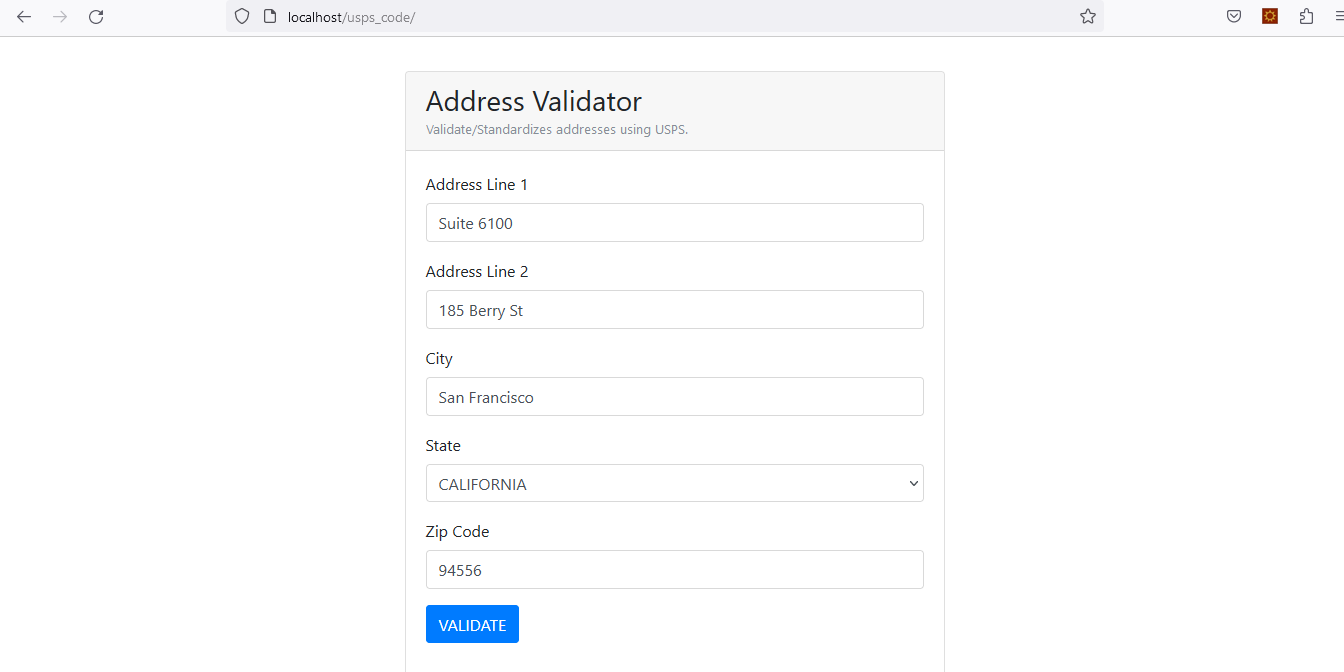 localhost/usps_code/
Address Validator
Validate/Standardizes addresses using USPS.
Address Line 1
Suite 6100
Address Line 2
185 Berry St
City
San Francisco
State
CALIFORNIA
Zip Code
94556
VALIDATE